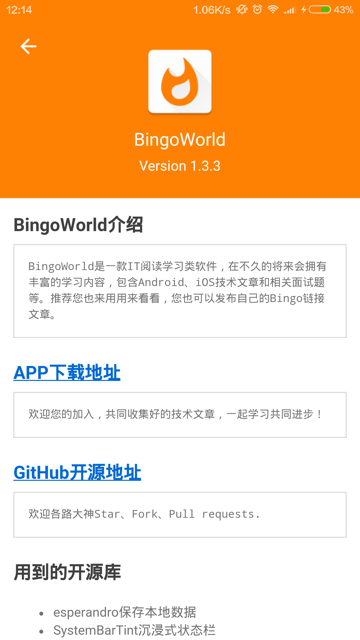 12:14 1.06K/s 43%
BingoWorld
Version 1.3.3
BingoWorld介绍
BingoWorld是一款IT阅读学习类软件，在不久的将来会拥有
丰富的学习内容，包含Android、iOS技术文章和相关面试题
等。推荐您也来用用来看看，您也可以发布自己的Bingo链接
文章。
APP下载地址
欢迎您的加入，共同收集好的技术文章，一起学习共同进步！
GitHub开源地址
欢迎各路大神Star、Fork、Pull requests.
用到的开源库
• esperandro保存本地数据
• SystemBarTint沉浸式状态栏